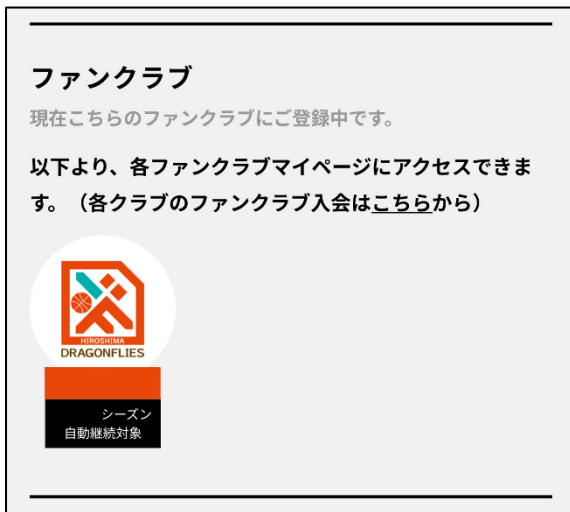 ファンクラブ
現在こちらのファンクラブにご登録中です。
以下より、各ファンクラブマイページにアクセスできま
す。（各クラブのファンクラブ入会はこちらから）
HIROSHIMA
DRAGONFLIES
シーズン
自動継続対象